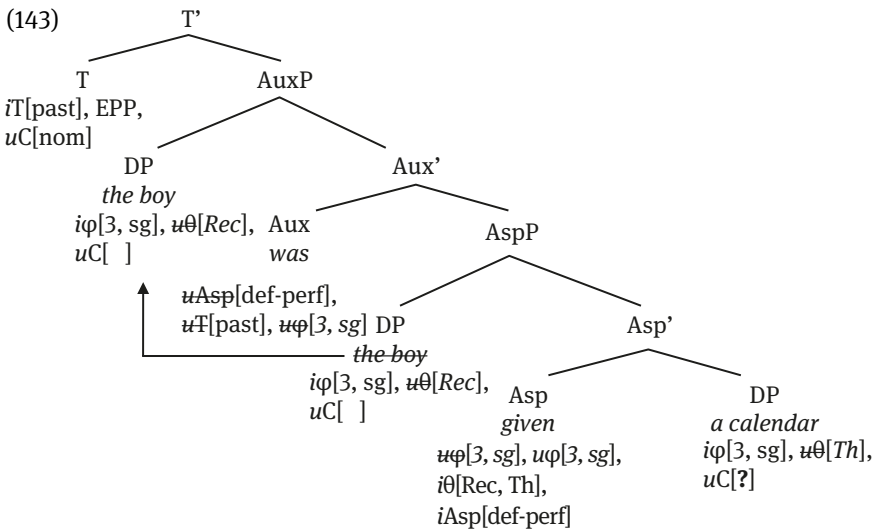 (143) T’
T AuxP
iT[past], EPP,
uC[nom]
DP Aux’
the boy
iφ[3, sg], uθ[Rec], Aux AspP
uC[ ] was
uAsp[def-perf],
uT[past], uφ[3, sg] DP Asp’
the boy
iφ[3, sg], uθ[Rec], Asp DP
uC[ ] given a calendar
uφ[3, sg], uφ[3, sg], iφ[3, sg], uθ[Th],
iθ[Rec, Th], uC[?]
iAsp[def-perf]